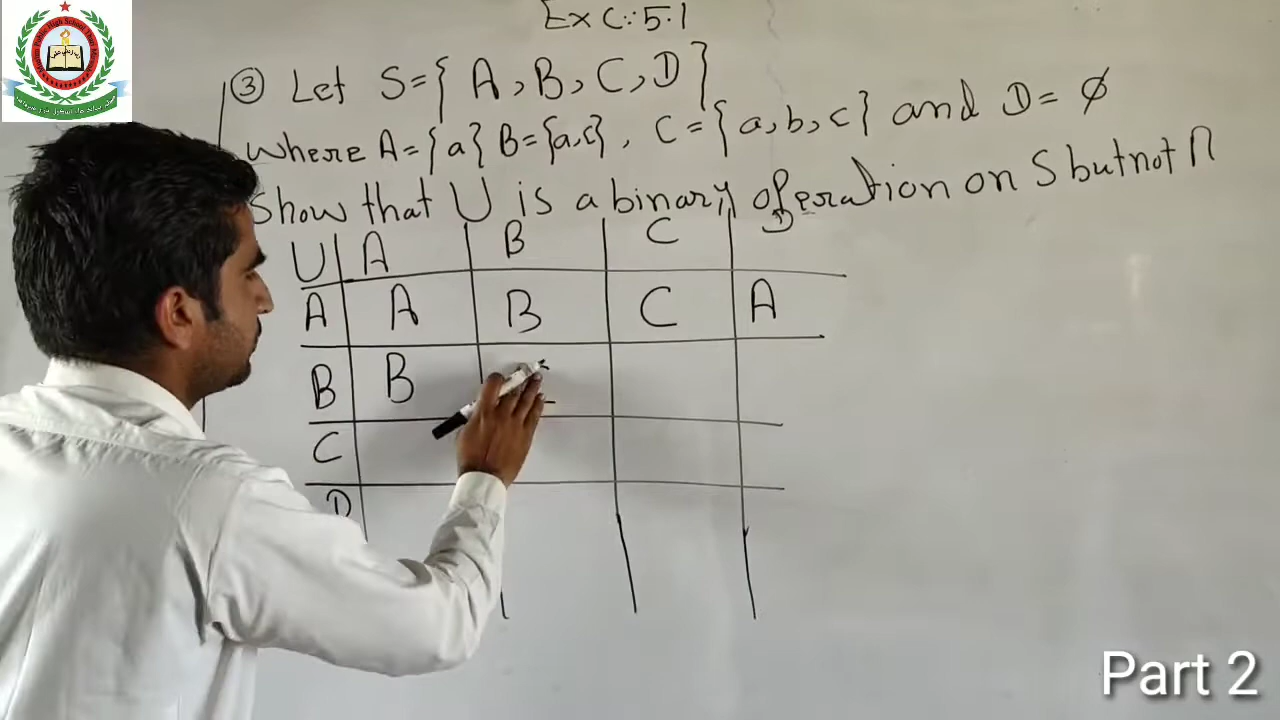 Exc:5.1
③ Let S={A,B,C,D}
where A={a} B={a,c}, C={a,b,c} and D=ϕ
Show that U is a binary operation on S but not ∩
U A B C D
A A B C A
B B
C
D
Part 2